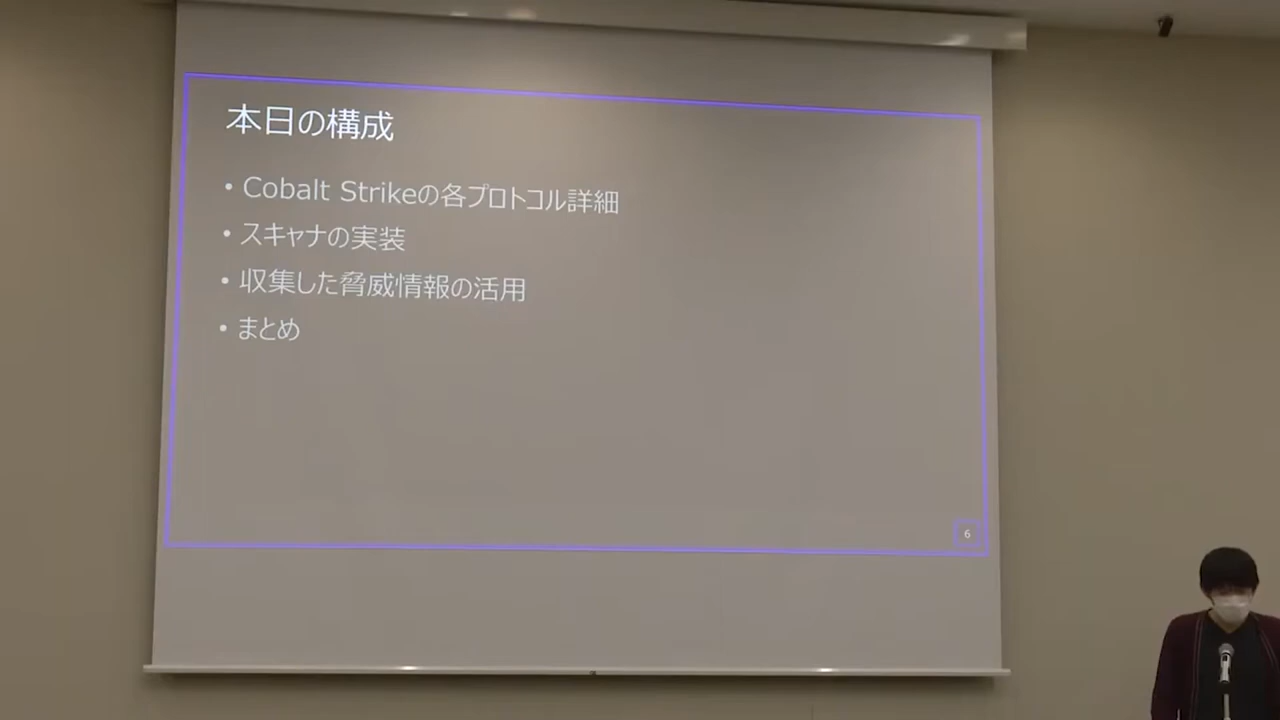 本日の構成
• Cobalt Strikeの各プロトコル詳細
• スキャナの実装
• 収集した脅威情報の活用
• まとめ
6